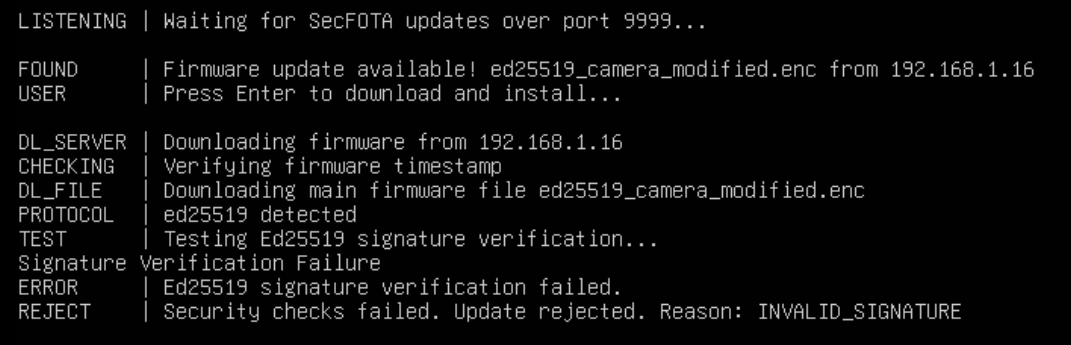 LISTENING | Waiting for SecFOTA updates over port 9999...
FOUND     | Firmware update available! ed25519_camera_modified.enc from 192.168.1.16
USER      | Press Enter to download and install...
DL_SERVER | Downloading firmware from 192.168.1.16
CHECKING  | Verifying firmware timestamp
DL_FILE   | Downloading main firmware file ed25519_camera_modified.enc
PROTOCOL  | ed25519 detected
TEST      | Testing Ed25519 signature verification...
Signature Verification Failure
ERROR     | Ed25519 signature verification failed.
REJECT    | Security checks failed. Update rejected. Reason: INVALID_SIGNATURE